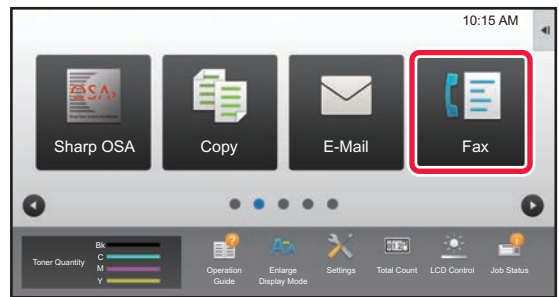 10:15 AM
OSA
Sharp OSA
Copy
E-Mail
Fax
Toner Quantity
Bk
C
M
Y
Operation
Guide
Enlarge
Display Mode
Settings
Total Count
LCD Control
Job Status